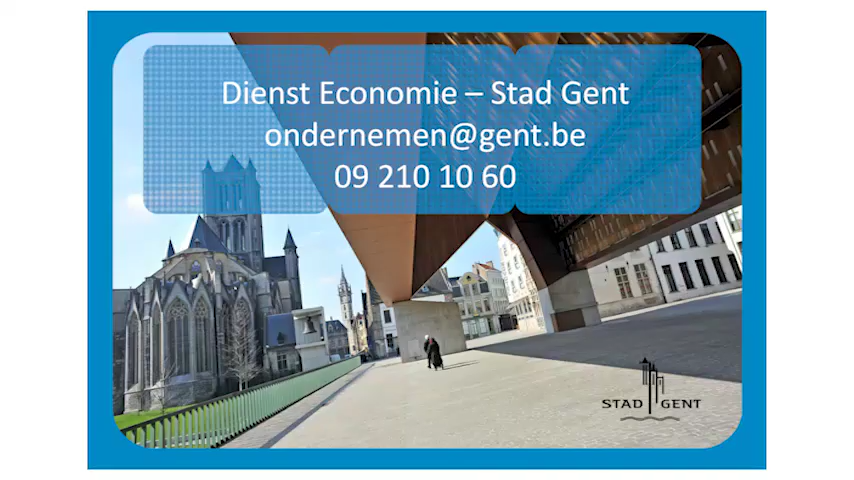 Dienst Economie – Stad Gent
ondernemen@gent.be
09 210 10 60
STAD GENT